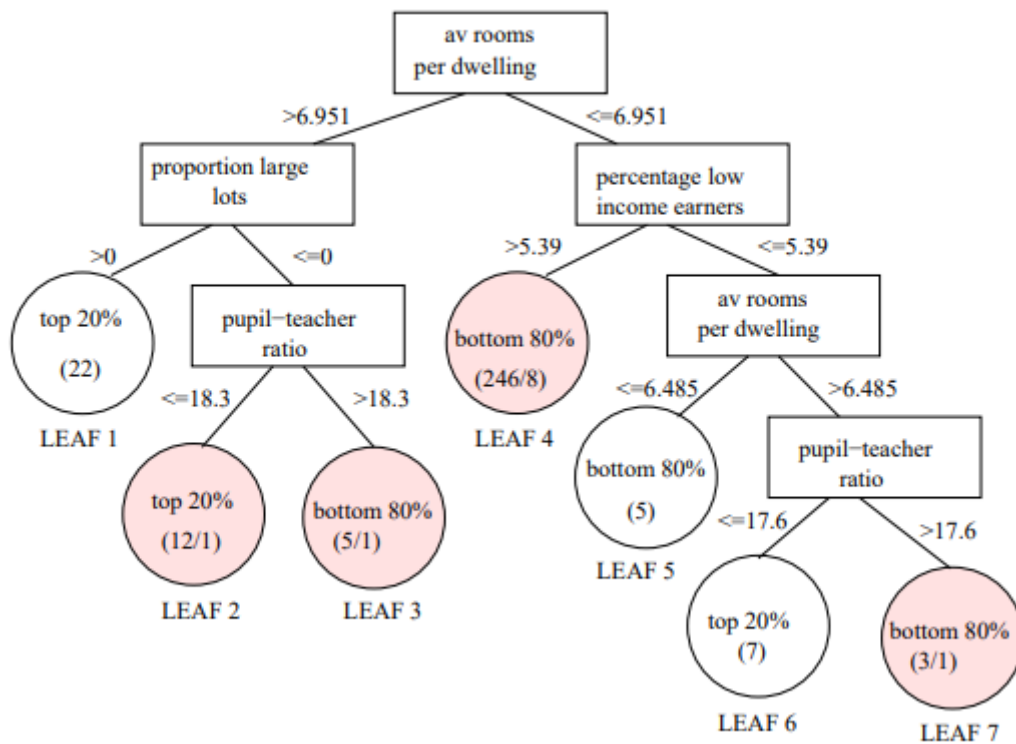 av rooms
per dwelling
>6.951
<=6.951
proportion large
lots
percentage low
income earners
>0
<=0
>5.39
<=5.39
top 20%
(22)
LEAF 1
pupil−teacher
ratio
bottom 80%
(246/8)
LEAF 4
av rooms
per dwelling
<=18.3
>18.3
<=6.485
>6.485
top 20%
(12/1)
LEAF 2
bottom 80%
(5/1)
LEAF 3
bottom 80%
(5)
LEAF 5
pupil−teacher
ratio
<=17.6
>17.6
top 20%
(7)
LEAF 6
bottom 80%
(3/1)
LEAF 7